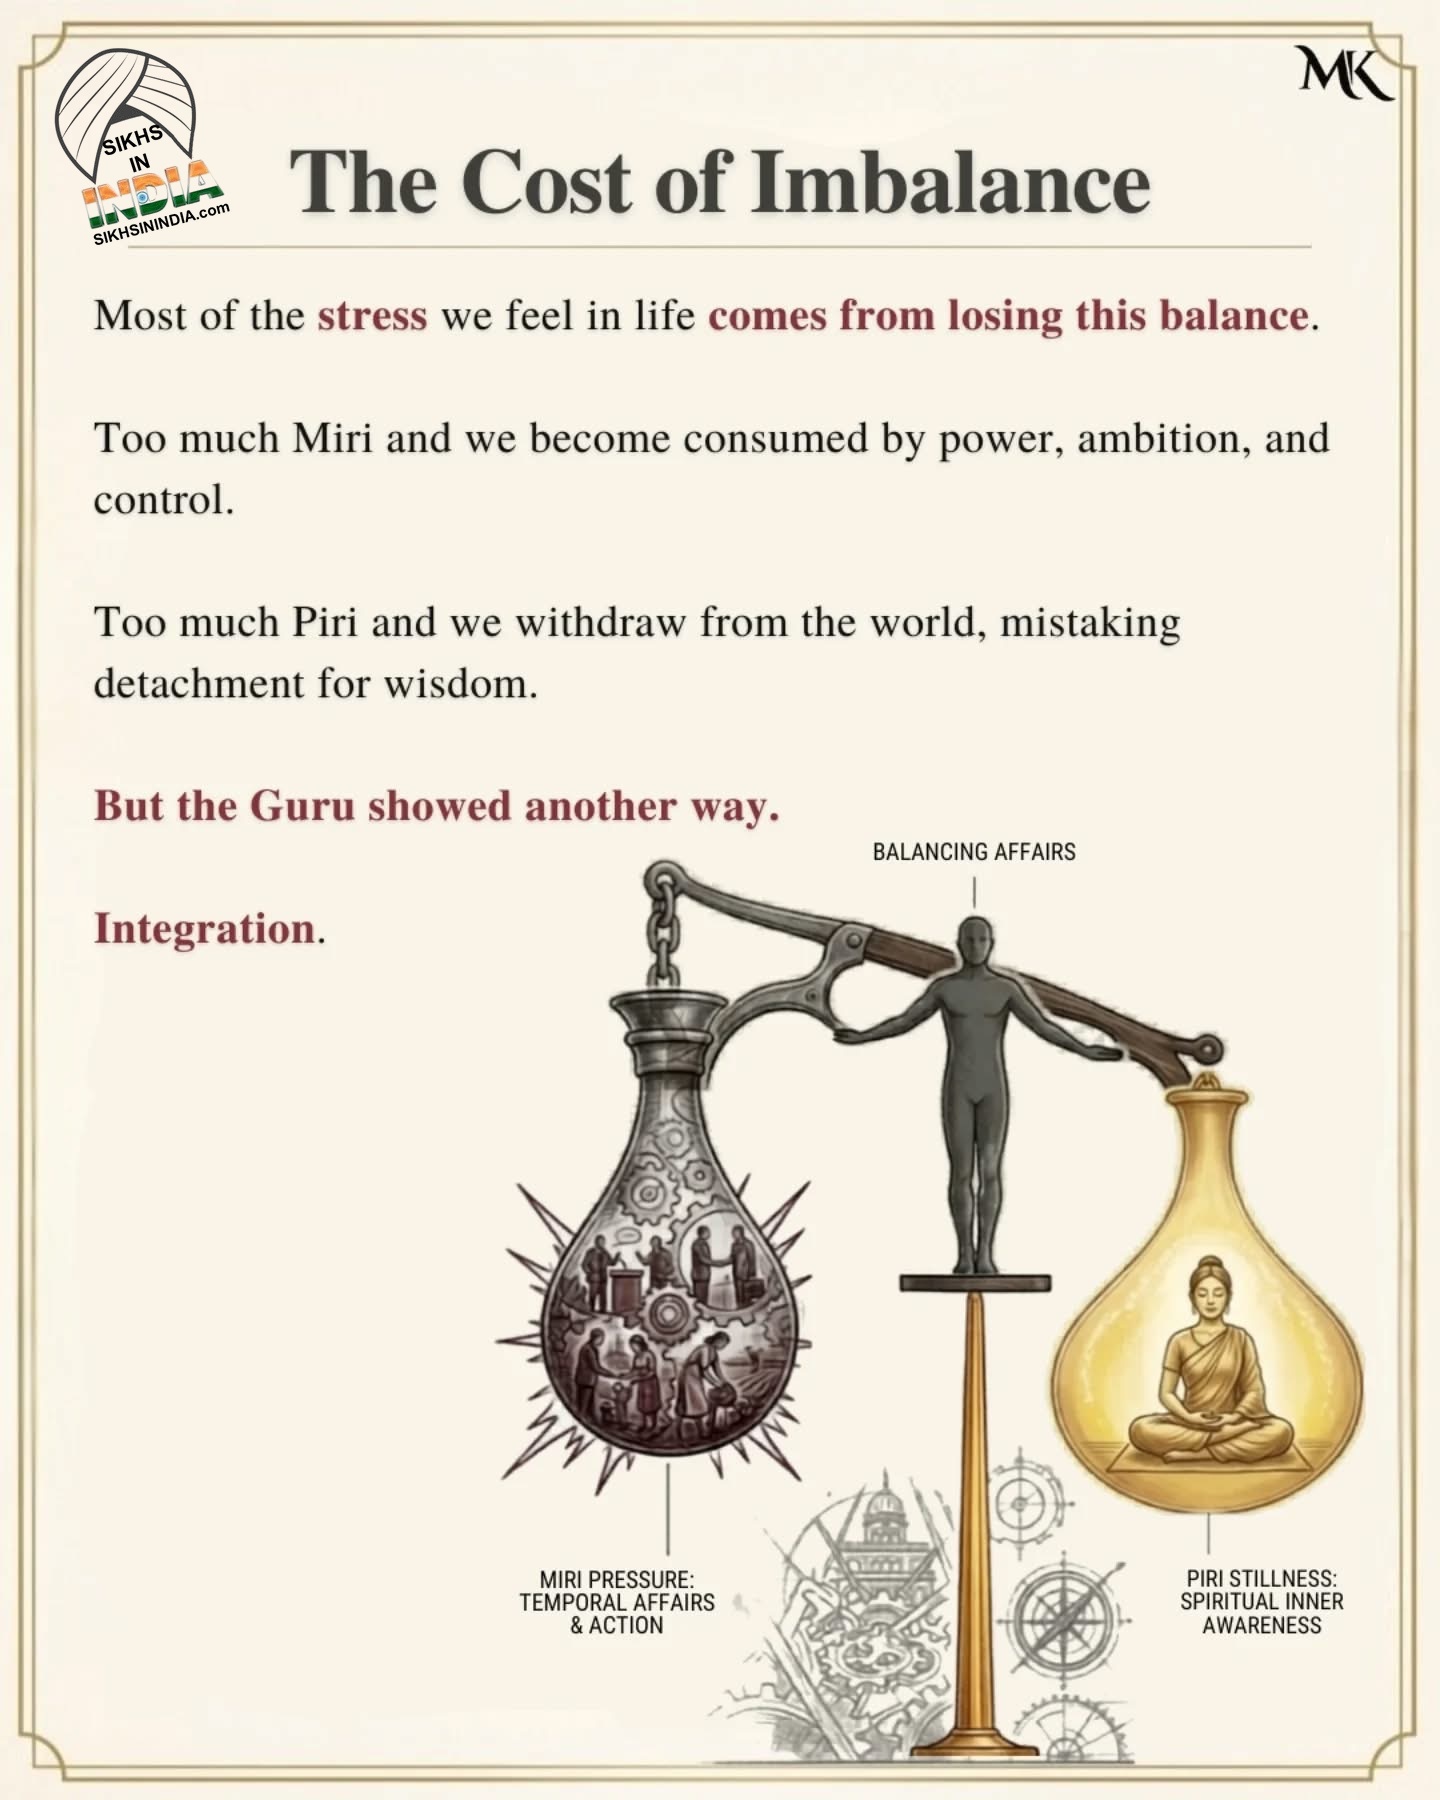 SIKHS
IN
INDIA
SIKHSININDIA.com
MK
The Cost of Imbalance
Most of the stress we feel in life comes from losing this balance.
Too much Miri and we become consumed by power, ambition, and
control.
Too much Piri and we withdraw from the world, mistaking
detachment for wisdom.
But the Guru showed another way.
Integration.
BALANCING AFFAIRS
MIRI PRESSURE:
TEMPORAL AFFAIRS
& ACTION
PIRI STILLNESS:
SPIRITUAL INNER
AWARENESS